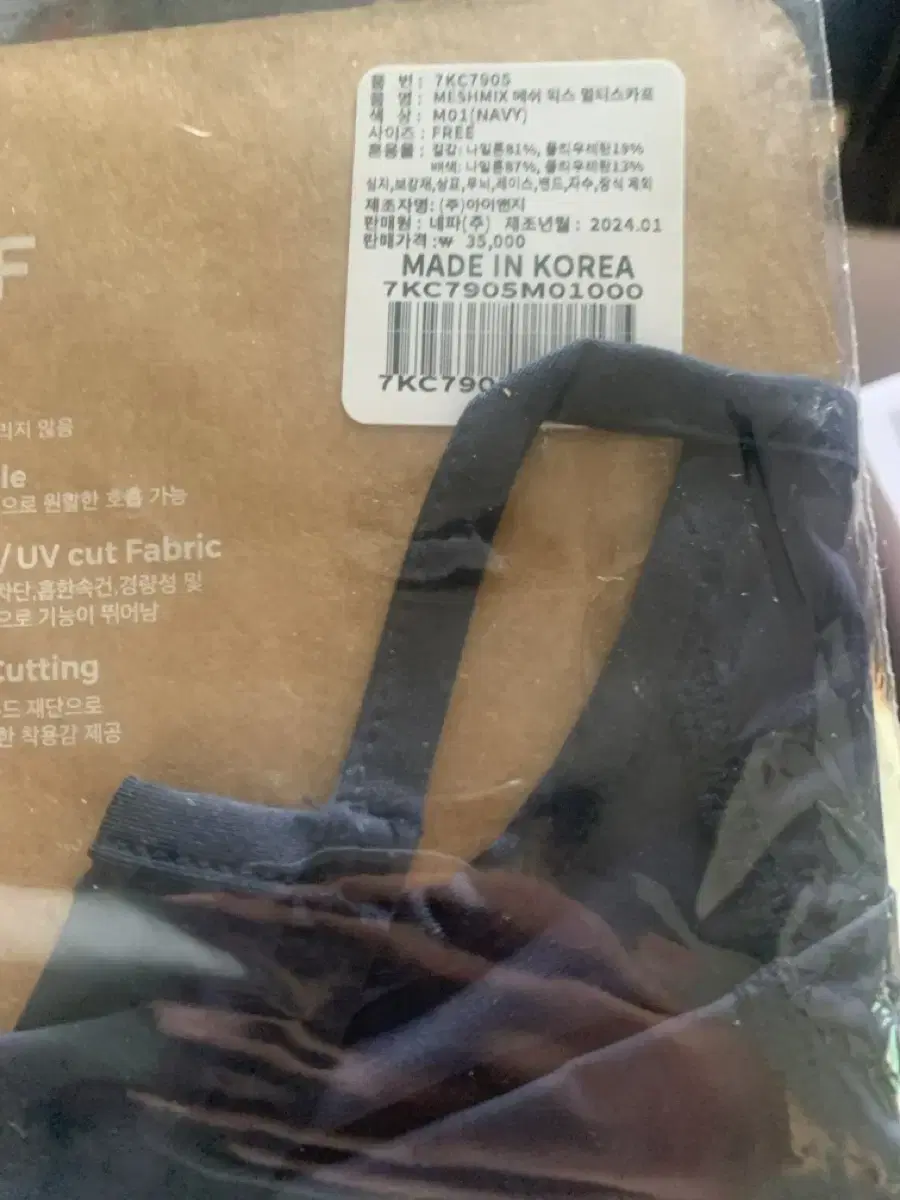 품 번 : 7KC7905
품 명 : MESHMIX 메쉬 믹스 멀티스카프
색 상 : M01(NAVY)
사이즈 : FREE
혼용율 : 겉감: 나일론81%, 폴리우레탄19%
배색: 나일론87%, 폴리우레탄13%
심지,보강재,상표,무늬,레이스,밴드,자수,장식 제외
제조자명: (주)아이앤지
판매원 : 네파(주) 제조년월 : 2024.01
판매가격 :₩ 35,000
MADE IN KOREA
7KC7905M01000
7KC790
F
리지 않음
le
으로 원활한 호흡 가능
/ UV cut Fabric
차단,흡한속건,경량성 및
으로 기능이 뛰어남
Cutting
드 재단으로
한 착용감 제공